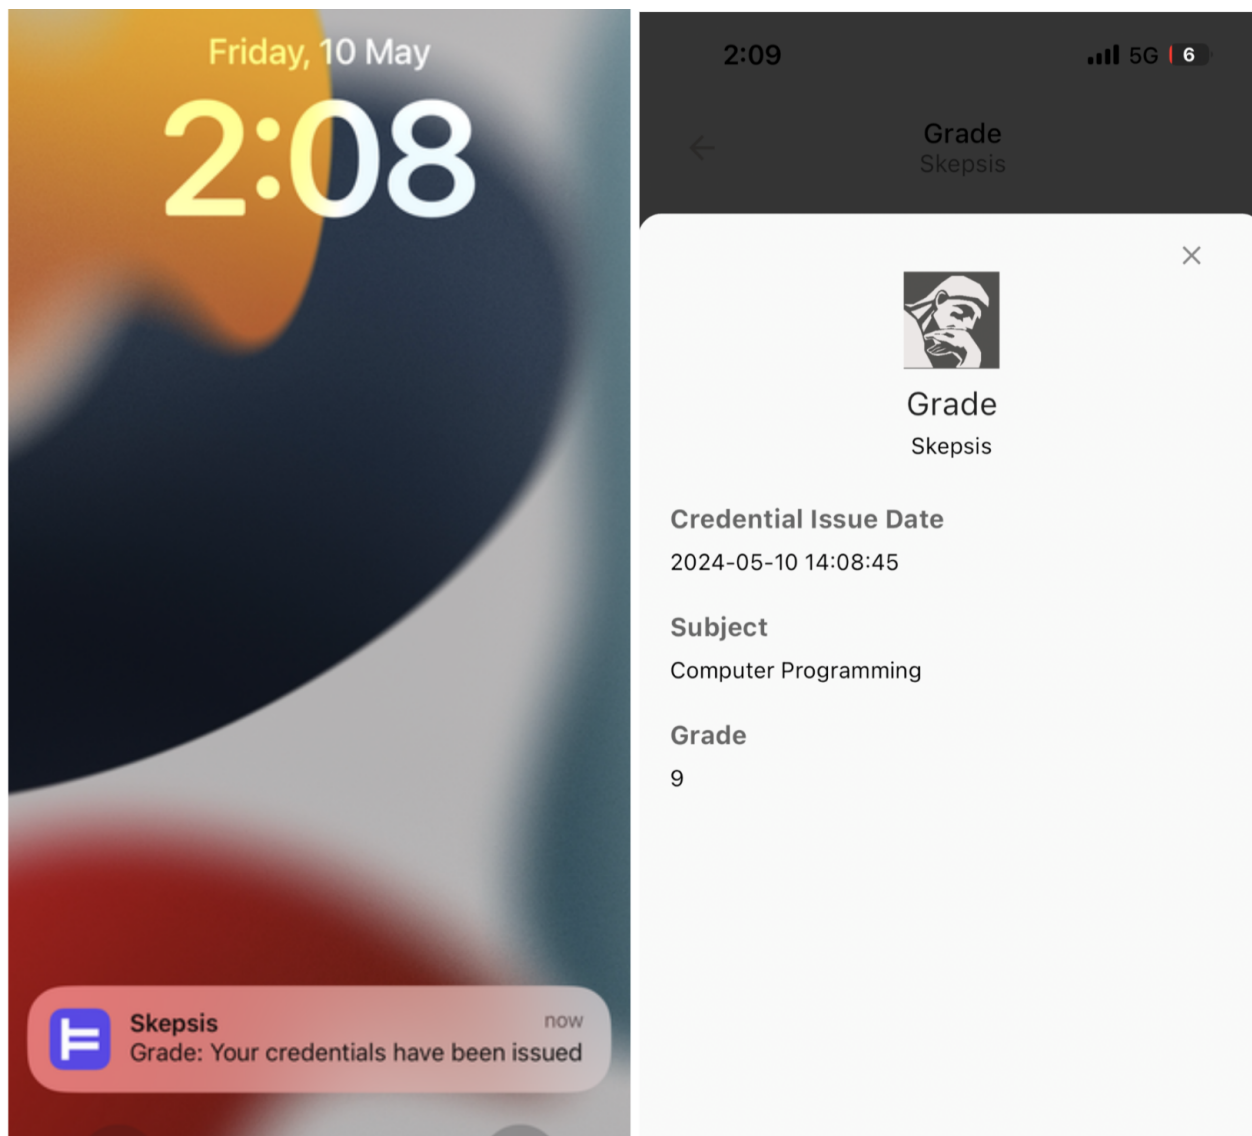 Friday, 10 May
2:08
Skepsis
now
Grade: Your credentials have been issued
2:09
5G
6
Grade
Skepsis
Grade
Skepsis
Credential Issue Date
2024-05-10 14:08:45
Subject
Computer Programming
Grade
9